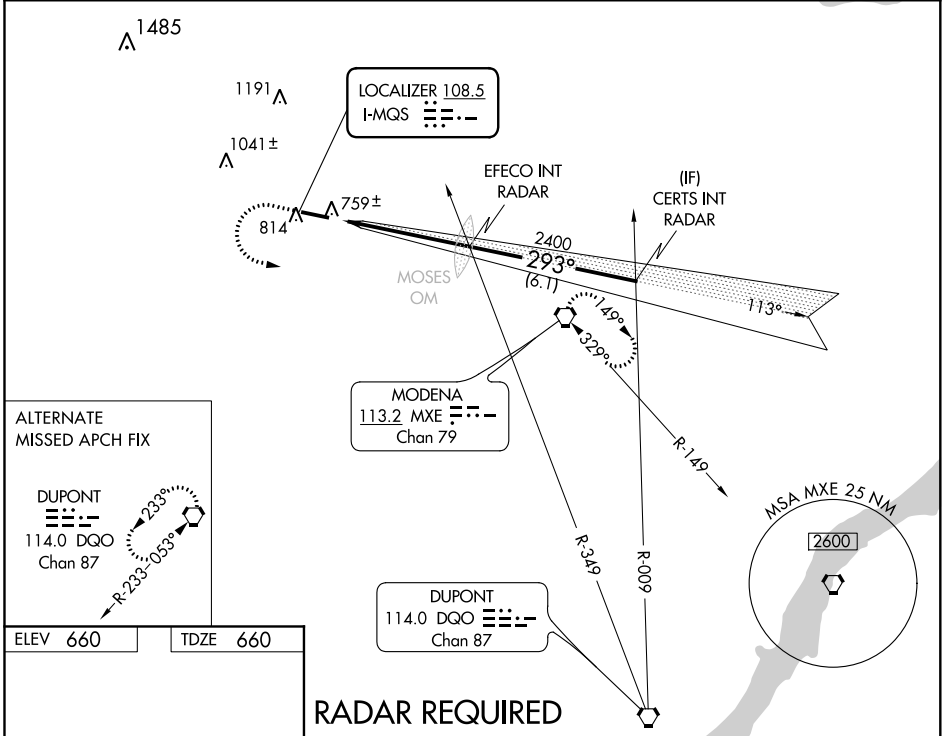 1485
1191
LOCALIZER 108.5
I-MQS
1041±
EFECO INT
RADAR
(IF)
CERTS INT
RADAR
759±
814
2400
293°
(6.1)
MOSES
OM
113°
149°
329°
MODENA
113.2 MXE
Chan 79
R-149
ALTERNATE
MISSED APCH FIX
DUPONT
114.0 DQO
Chan 87
233°
R-233
053°
MSA MXE 25 NM
2600
R-349
R-009
DUPONT
114.0 DQO
Chan 87
ELEV 660
TDZE 660
RADAR REQUIRED